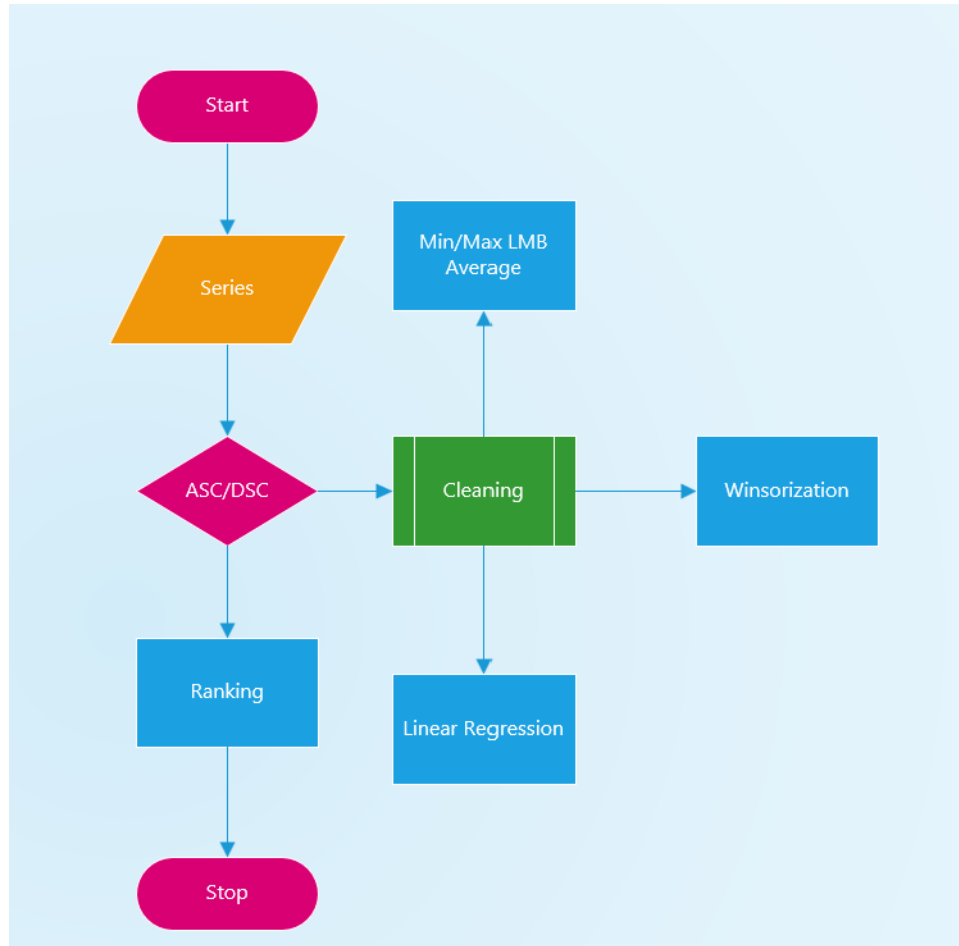 Start
Series
Min/Max LMB
Average
ASC/DSC
Cleaning
Winsorization
Ranking
Linear Regression
Stop